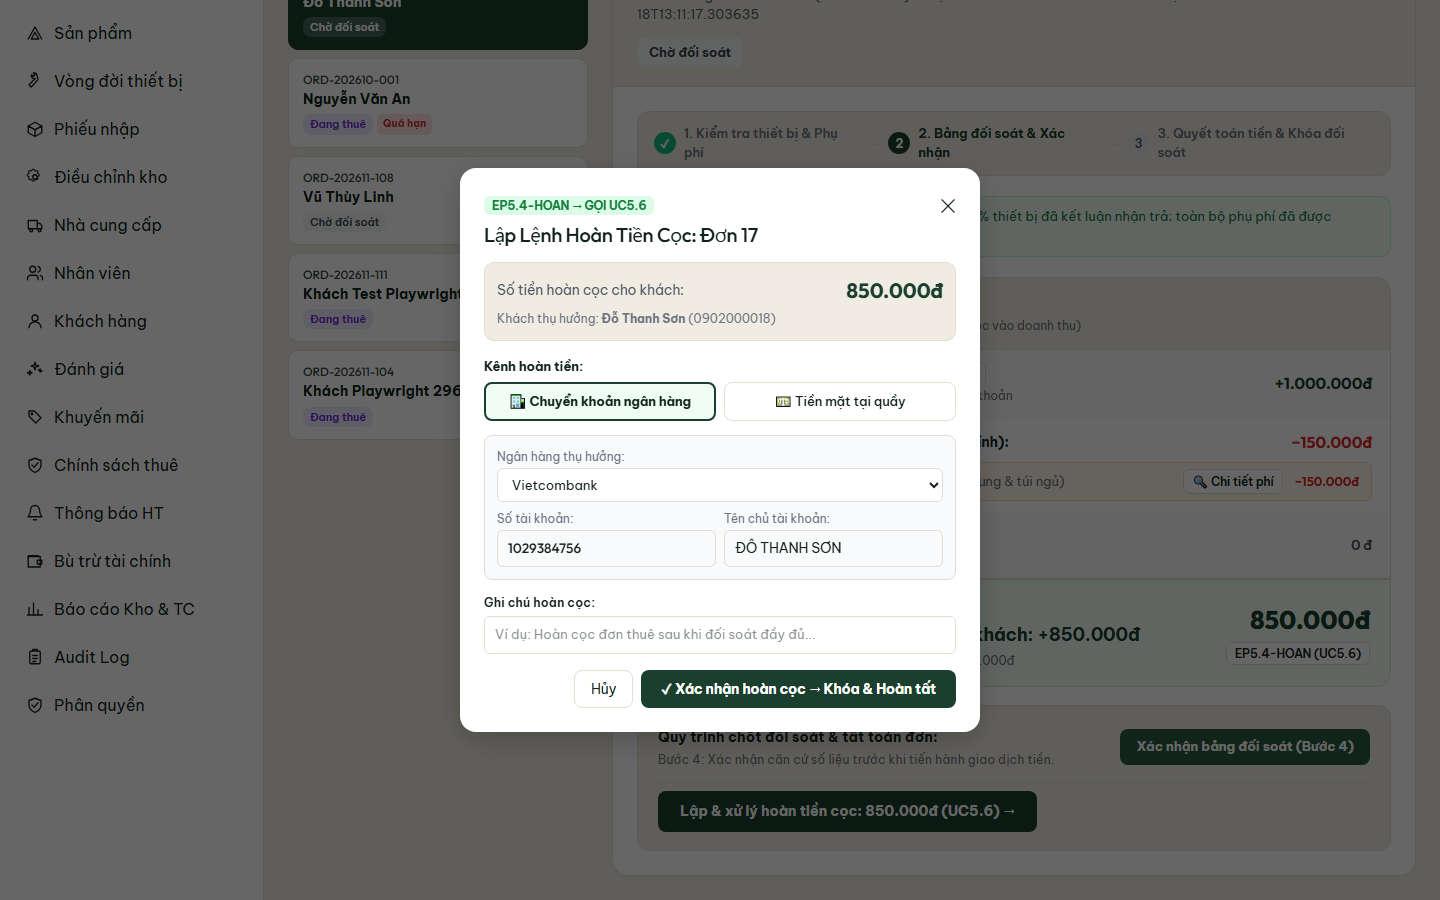 Sản phẩm
Vòng đời thiết bị
Phiếu nhập
Điều chỉnh kho
Nhà cung cấp
Nhân viên
Khách hàng
Đánh giá
Khuyến mãi
Chính sách thuê
Thông báo HT
Bù trừ tài chính
Báo cáo Kho & TC
Audit Log
Phân quyền
Đỗ Thanh Sơn
Chờ đối soát
ORD-202610-001
Nguyễn Văn An
Đang thuê
Quá hạn
ORD-202611-108
Vũ Thùy Linh
Chờ đối soát
ORD-202611-111
Khách Test Playwright
Đang thuê
ORD-202611-104
Khách Playwright 296
Đang thuê
18T13:11:17.303635
Chờ đối soát
✓
1. Kiểm tra thiết bị & Phụ
phí
2
2. Bảng đối soát & Xác
nhận
3
3. Quyết toán tiền & Khóa đối
soát
% thiết bị đã kết luận nhận trả; toàn bộ phụ phí đã được
ọc vào doanh thu)
+1.000.000đ
khoản
ính):
-150.000đ
ung & túi ngủ)
🔍 Chi tiết phí
-150.000đ
0 đ
khách: +850.000đ
.000đ
850.000đ
EP5.4-HOAN (UC5.6)
Quy trình chốt đối soát & tất toán đơn:
Bước 4: Xác nhận căn cứ số liệu trước khi tiến hành giao dịch tiền.
Xác nhận bảng đối soát (Bước 4)
Lập & xử lý hoàn tiền cọc: 850.000đ (UC5.6) →
EP5.4-HOAN → GỌI UC5.6
Lập Lệnh Hoàn Tiền Cọc: Đơn 17
Số tiền hoàn cọc cho khách:
850.000đ
Khách thụ hưởng: Đỗ Thanh Sơn (0902000018)
Kênh hoàn tiền:
🏦 Chuyển khoản ngân hàng
💵 Tiền mặt tại quầy
Ngân hàng thụ hưởng:
Vietcombank
Số tài khoản:
Tên chủ tài khoản:
1029384756
ĐỖ THANH SƠN
Ghi chú hoàn cọc:
Ví dụ: Hoàn cọc đơn thuê sau khi đối soát đầy đủ...
Hủy
✓ Xác nhận hoàn cọc → Khóa & Hoàn tất